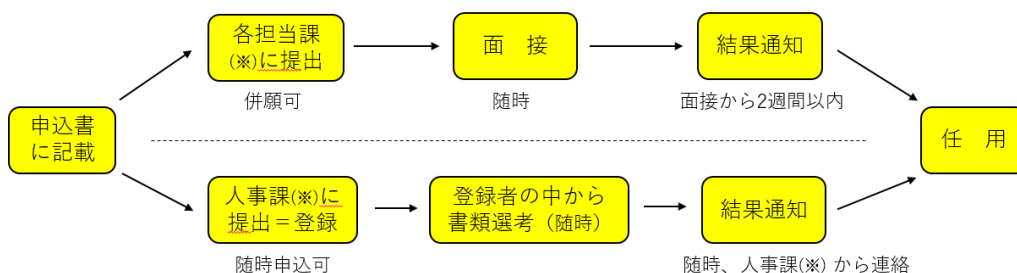 申込書
に記載
各担当課
(※)に提出
併願可
面　接
随時
結果通知
面接から2週間以内
人事課(※)に
提出＝登録
随時申込可
登録者の中から
書類選考（随時）
結果通知
随時、人事課(※) から連絡
任　用